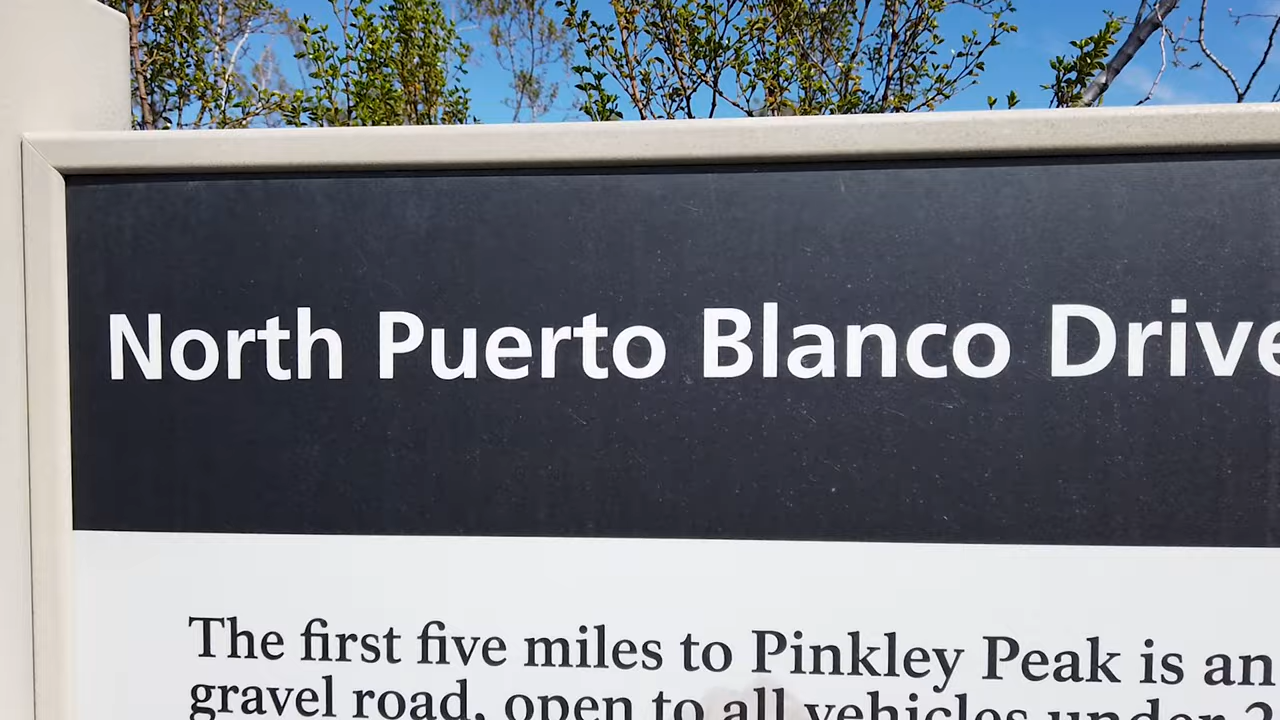 North Puerto Blanco Drive
The first five miles to Pinkley Peak is an
gravel road, open to all vehicles under